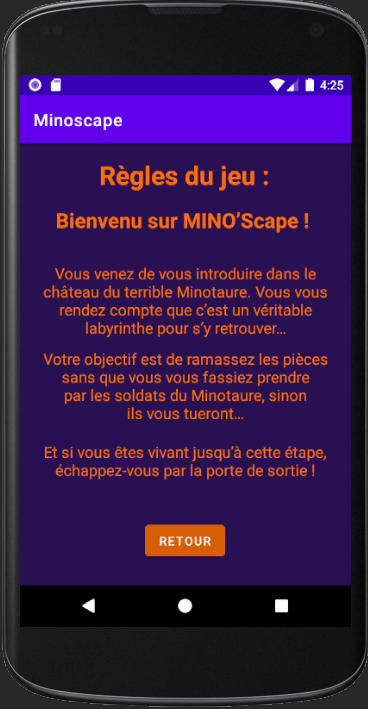 4:25
Minoscape
Règles du jeu :
Bienvenu sur MINO’Scape !
Vous venez de vous introduire dans le
château du terrible Minotaure. Vous vous
rendez compte que c’est un véritable
labyrinthe pour s’y retrouver…
Votre objectif est de ramassez les pièces
sans que vous vous fassiez prendre
par les soldats du Minotaure, sinon
ils vous tueront…
Et si vous êtes vivant jusqu’à cette étape,
échappez-vous par la porte de sortie !
RETOUR